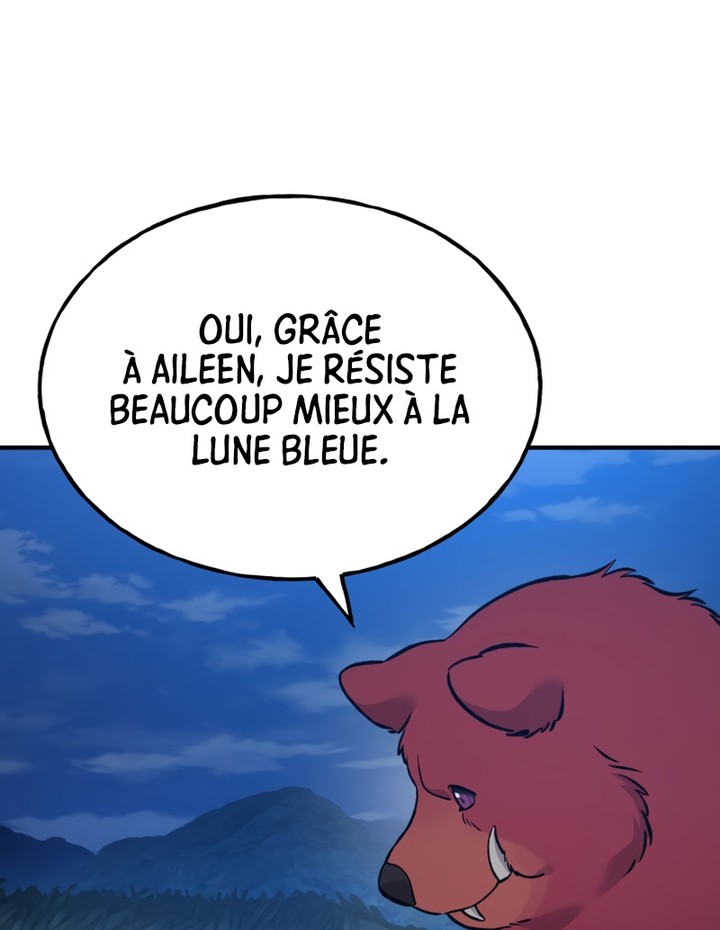 OUI, GRÂCE
À AILEEN, JE RÉSISTE
BEAUCOUP MIEUX À LA
LUNE BLEUE.